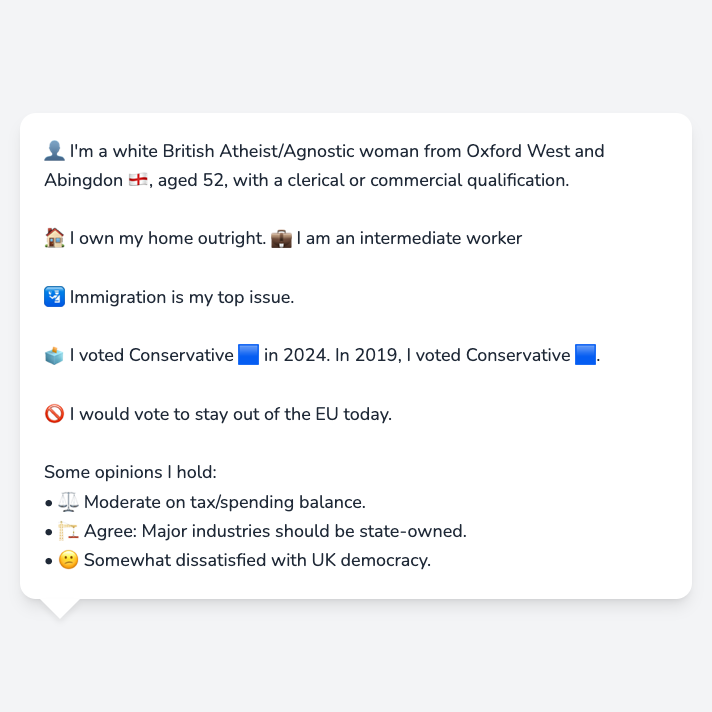 👤 I'm a white British Atheist/Agnostic woman from Oxford West and
Abingdon 🏴󠁧󠁢󠁥󠁮󠁧󠁿, aged 52, with a clerical or commercial qualification.
🏠 I own my home outright. 💼 I am an intermediate worker
🛂 Immigration is my top issue.
🗳️ I voted Conservative 🟦 in 2024. In 2019, I voted Conservative 🟦.
🚫 I would vote to stay out of the EU today.
Some opinions I hold:
• ⚖️ Moderate on tax/spending balance.
• 🏗️ Agree: Major industries should be state-owned.
• 🙁 Somewhat dissatisfied with UK democracy.